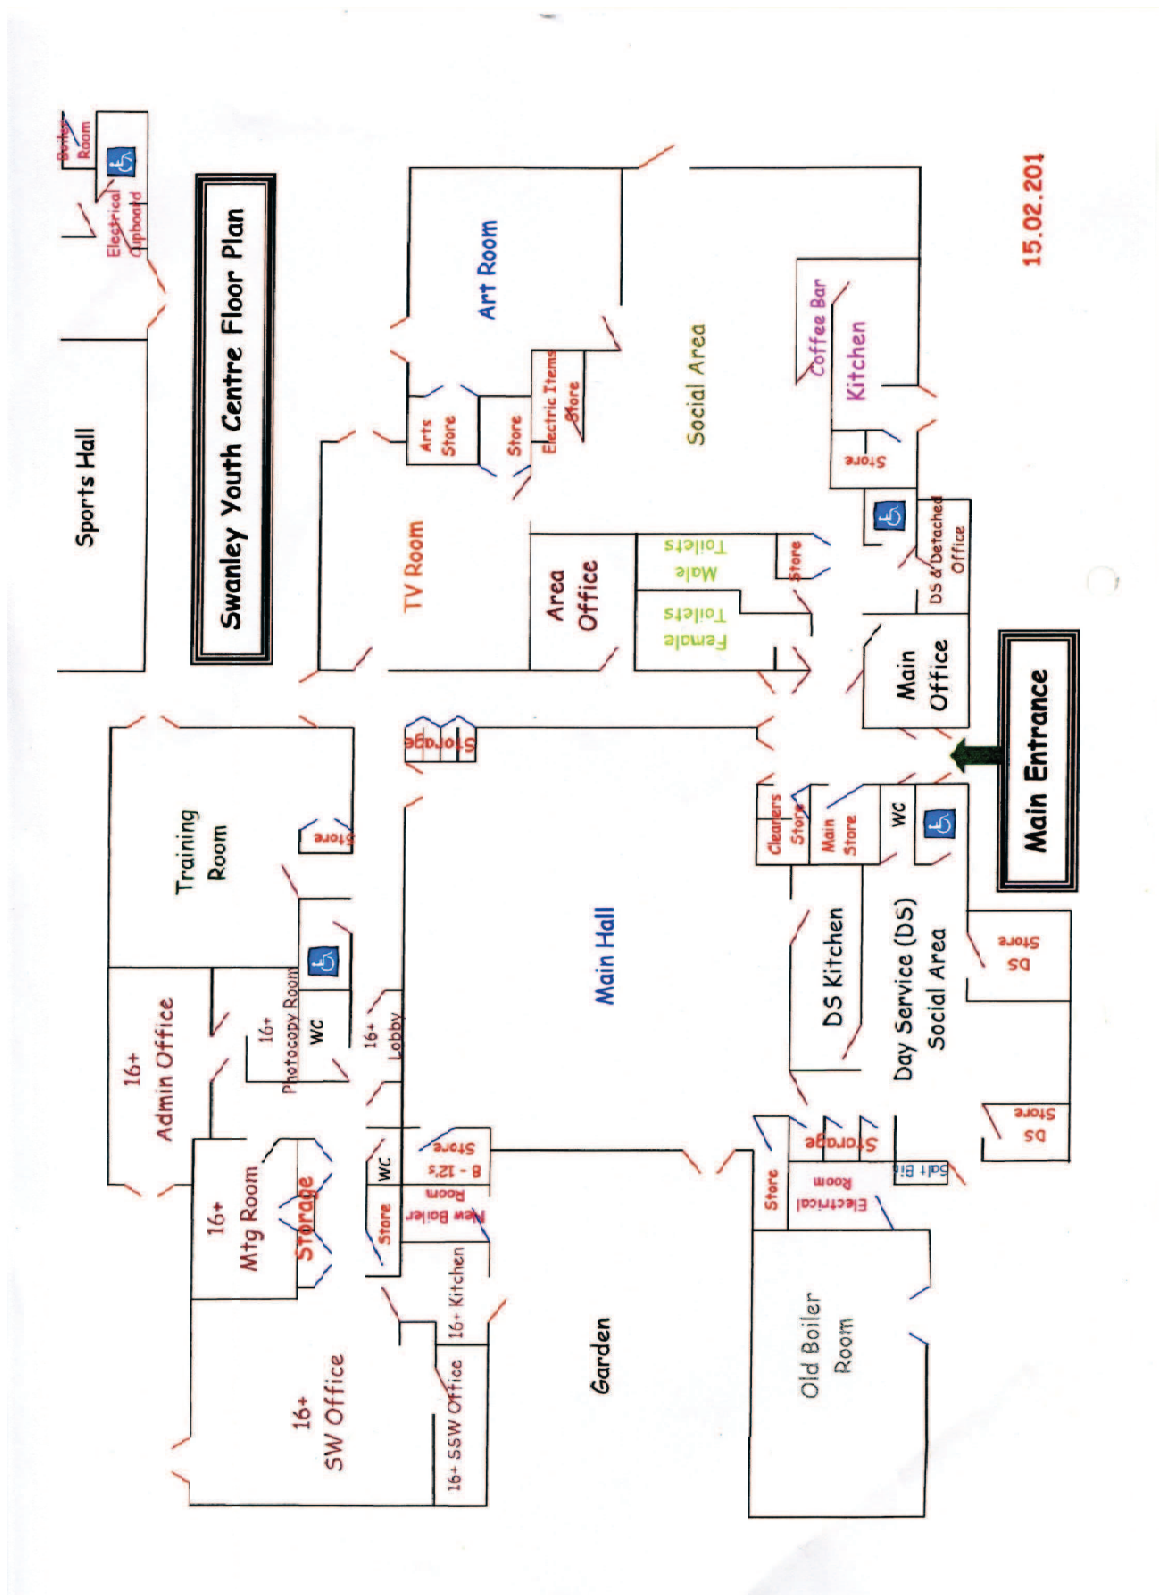 Sports Hall
Boiler
Room
Electrical
Cupboard
Swanley Youth Centre Floor Plan
Training
Room
Store
16+
Admin Office
16+
Photocopy Room
WC
16+
Lobby
16+
Mtg Room
Storage
WC
Store
8 - 12's
Store
New Boiler
Room
16+ Kitchen
16+
SW Office
16+ SSW Office
Garden
Storage
Main Hall
TV Room
Arts
Store
Store
Electric Items
Store
Art Room
Social Area
Area
Office
Male
Toilets
Female
Toilets
Store
Coffee Bar
Kitchen
Store
DS & Detached
Office
Main
Office
Main Entrance
Cleaners
Store
Main
Store
WC
DS Kitchen
Day Service (DS)
Social Area
DS
Store
DS
Store
Storage
Store
Electrical
Room
Salt Bin
Old Boiler
Room
15.02.201